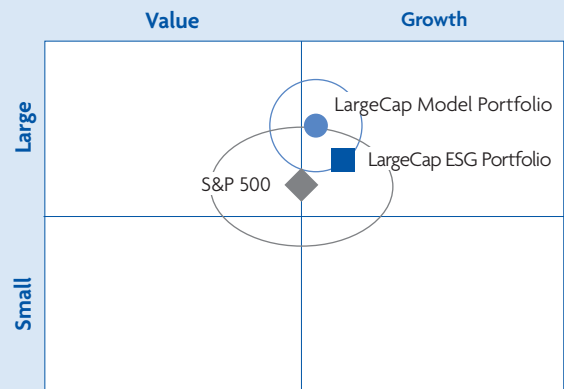 Value
Growth
Large
LargeCap Model Portfolio
LargeCap ESG Portfolio
S&P 500
Small